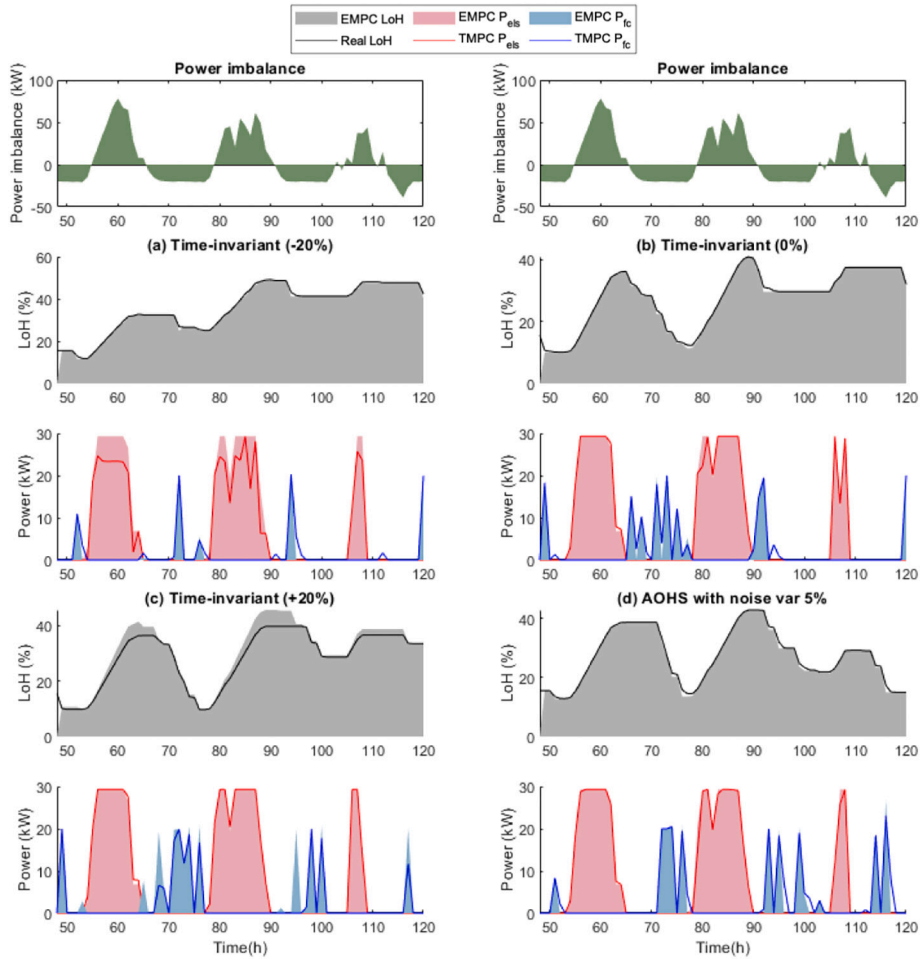 EMPC LoH EMPC P_els EMPC P_fc
Real LoH TMPC P_els TMPC P_fc
Power imbalance
Power imbalance (kW)
100
50
0
-50
50 60 70 80 90 100 110 120
Power imbalance
Power imbalance (kW)
100
50
0
-50
50 60 70 80 90 100 110 120
(a) Time-invariant (-20%)
LoH (%)
60
40
20
0
50 60 70 80 90 100 110 120
(b) Time-invariant (0%)
LoH (%)
40
20
0
50 60 70 80 90 100 110 120
Power (kW)
30
20
10
0
50 60 70 80 90 100 110 120
Power (kW)
30
20
10
0
50 60 70 80 90 100 110 120
(c) Time-invariant (+20%)
LoH (%)
40
20
0
50 60 70 80 90 100 110 120
(d) AOHS with noise var 5%
LoH (%)
40
20
0
50 60 70 80 90 100 110 120
Power (kW)
30
20
10
0
50 60 70 80 90 100 110 120
Time(h)
Power (kW)
30
20
10
0
50 60 70 80 90 100 110 120
Time(h)